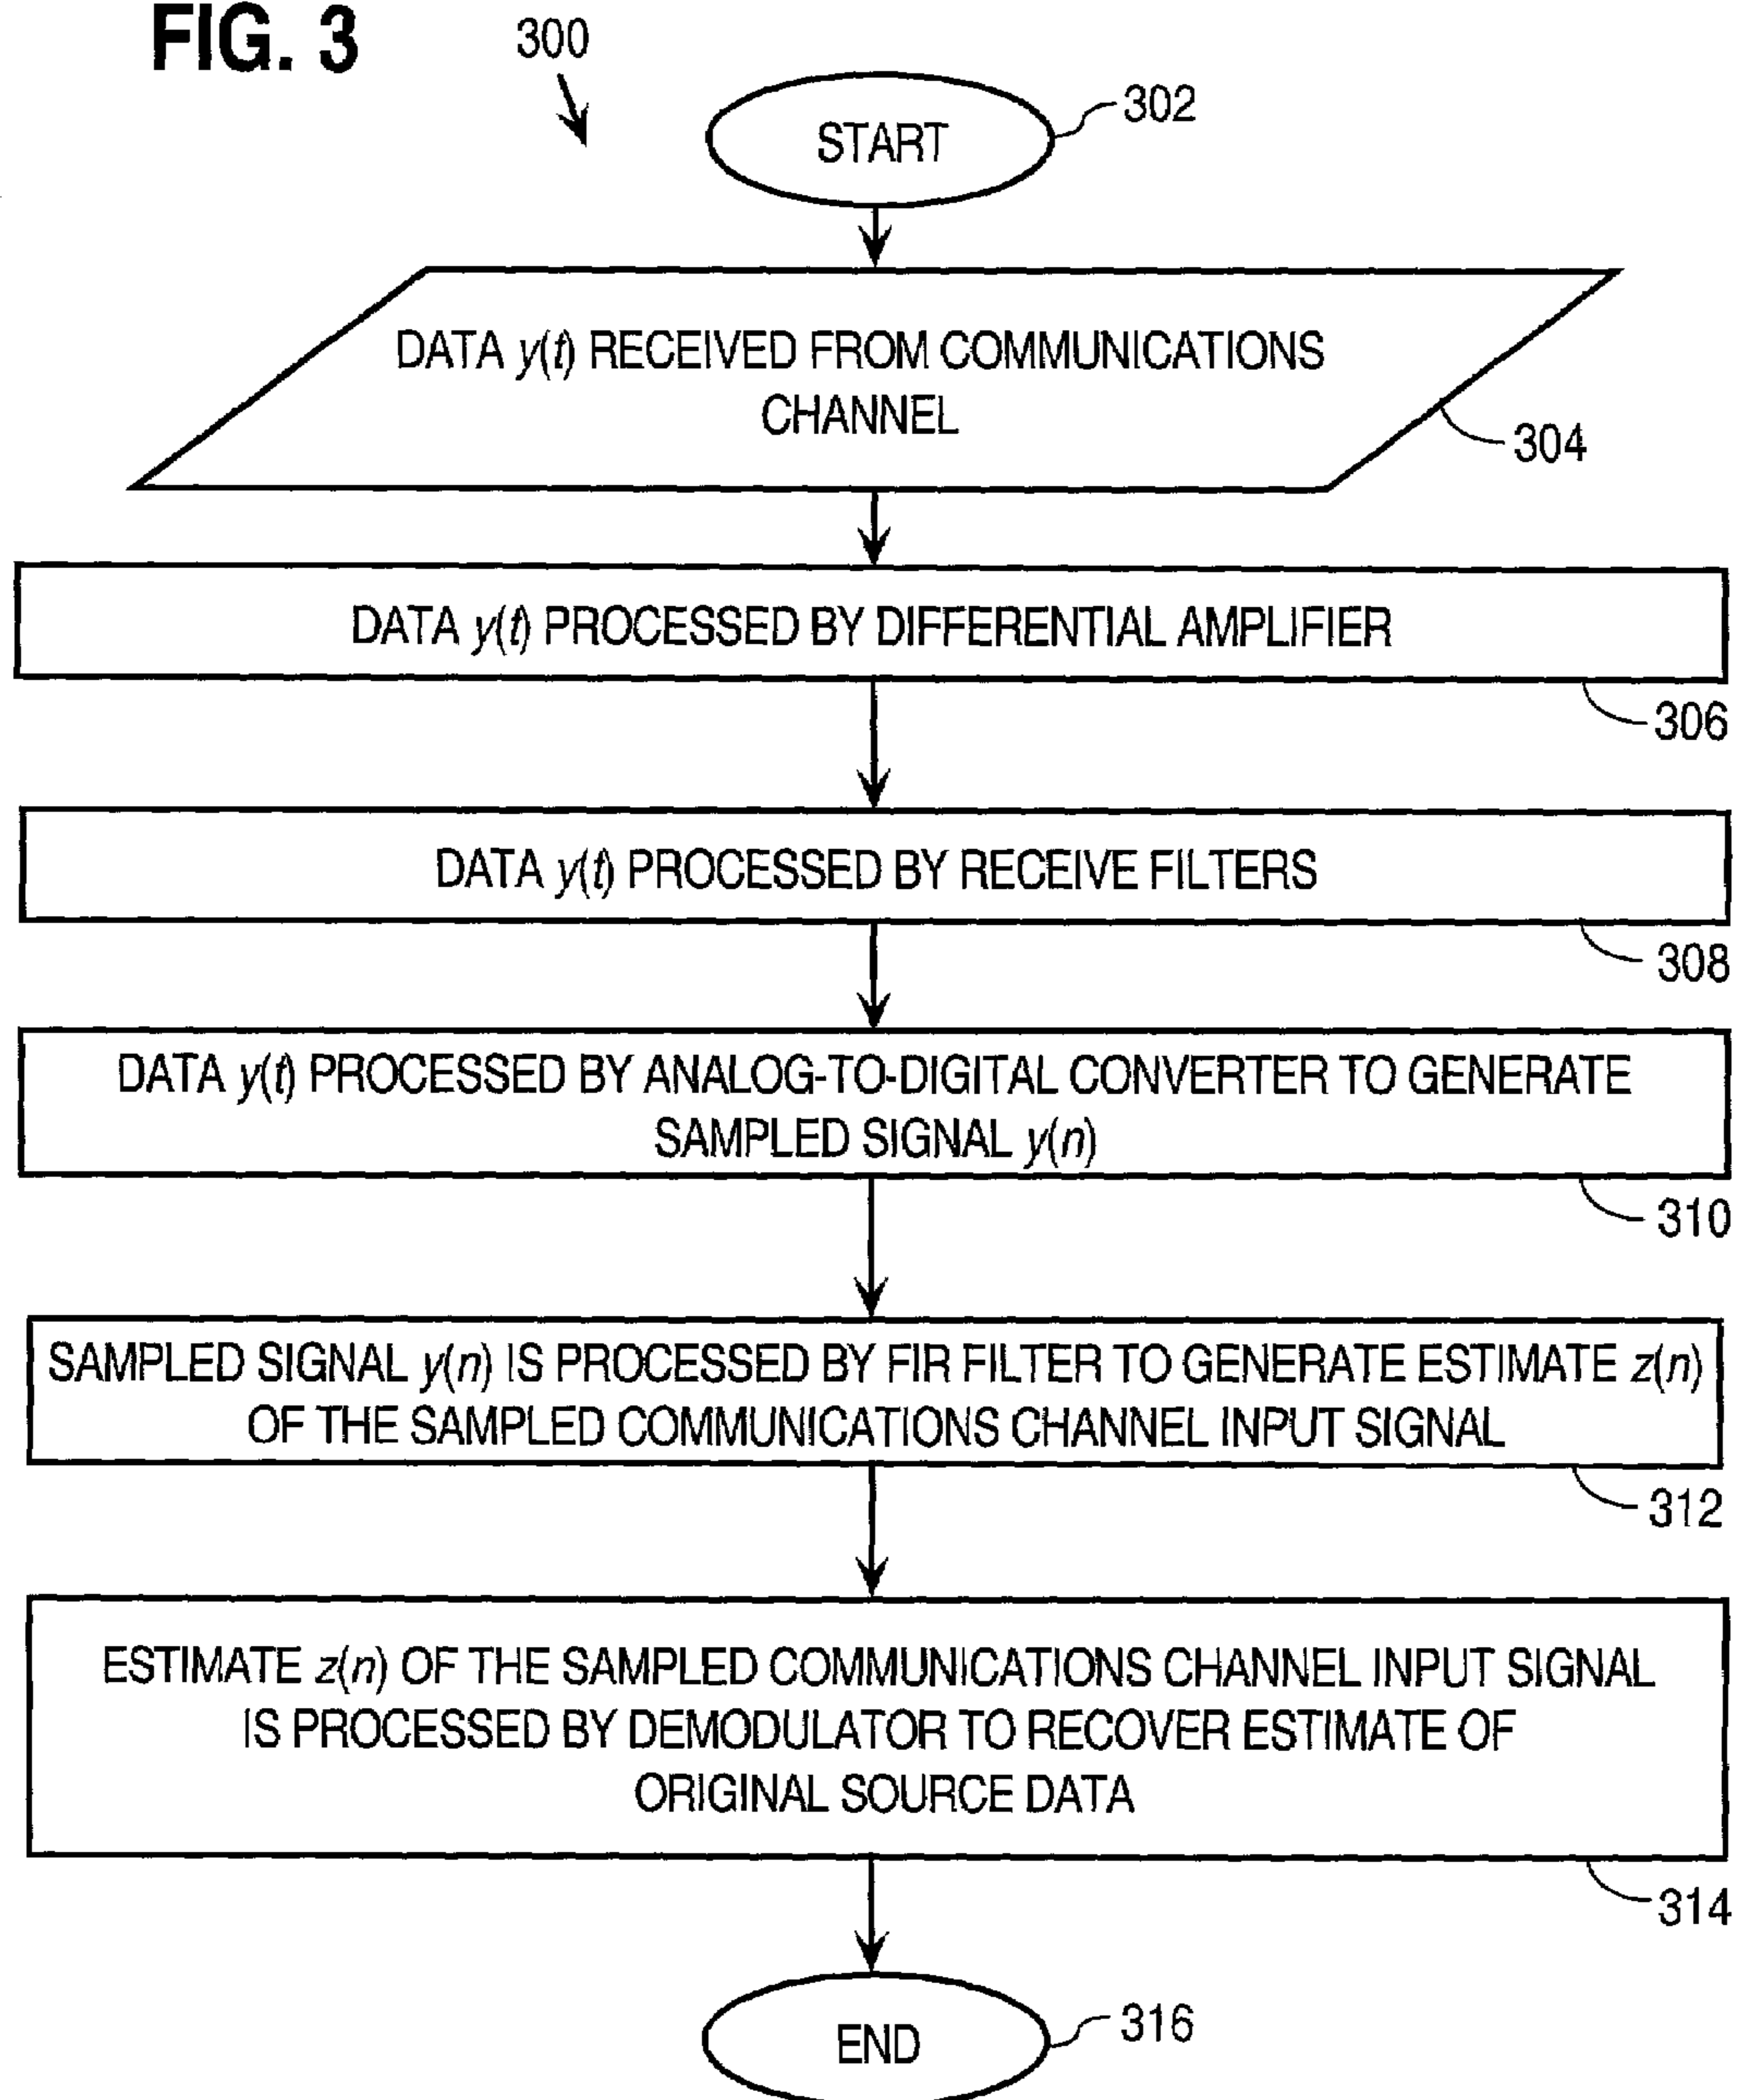 FIG. 3
300
START
302
DATA y(t) RECEIVED FROM COMMUNICATIONS
CHANNEL
304
DATA y(t) PROCESSED BY DIFFERENTIAL AMPLIFIER
306
DATA y(t) PROCESSED BY RECEIVE FILTERS
308
DATA y(t) PROCESSED BY ANALOG-TO-DIGITAL CONVERTER TO GENERATE
SAMPLED SIGNAL y(n)
310
SAMPLED SIGNAL y(n) IS PROCESSED BY FIR FILTER TO GENERATE ESTIMATE z(n)
OF THE SAMPLED COMMUNICATIONS CHANNEL INPUT SIGNAL
312
ESTIMATE z(n) OF THE SAMPLED COMMUNICATIONS CHANNEL INPUT SIGNAL
IS PROCESSED BY DEMODULATOR TO RECOVER ESTIMATE OF
ORIGINAL SOURCE DATA
314
END
316